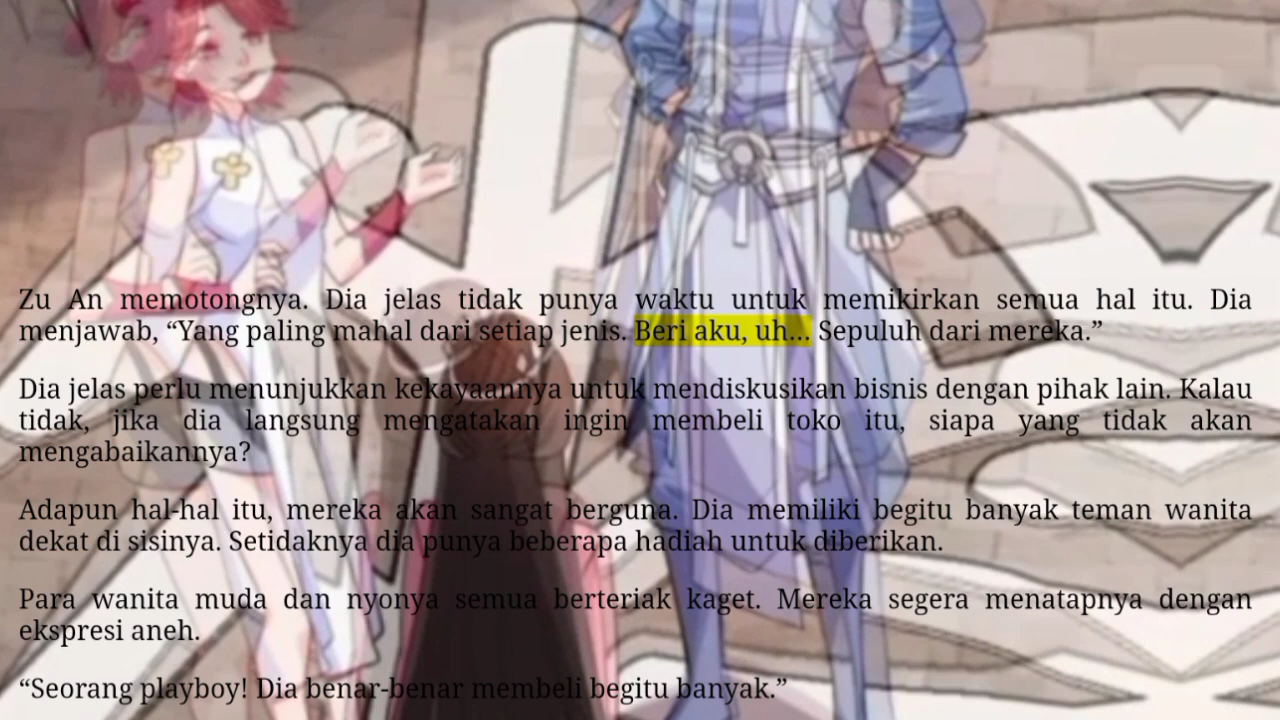 Zu An memotongnya. Dia jelas tidak punya waktu untuk memikirkan semua hal itu. Dia
menjawab, “Yang paling mahal dari setiap jenis. Beri aku, uh... Sepuluh dari mereka.”
Dia jelas perlu menunjukkan kekayaannya untuk mendiskusikan bisnis dengan pihak lain. Kalau
tidak, jika dia langsung mengatakan ingin membeli toko itu, siapa yang tidak akan
mengabaikannya?
Adapun hal-hal itu, mereka akan sangat berguna. Dia memiliki begitu banyak teman wanita
dekat di sisinya. Setidaknya dia punya beberapa hadiah untuk diberikan.
Para wanita muda dan nyonya semua berteriak kaget. Mereka segera menatapnya dengan
ekspresi aneh.
“Seorang playboy! Dia benar-benar membeli begitu banyak.”